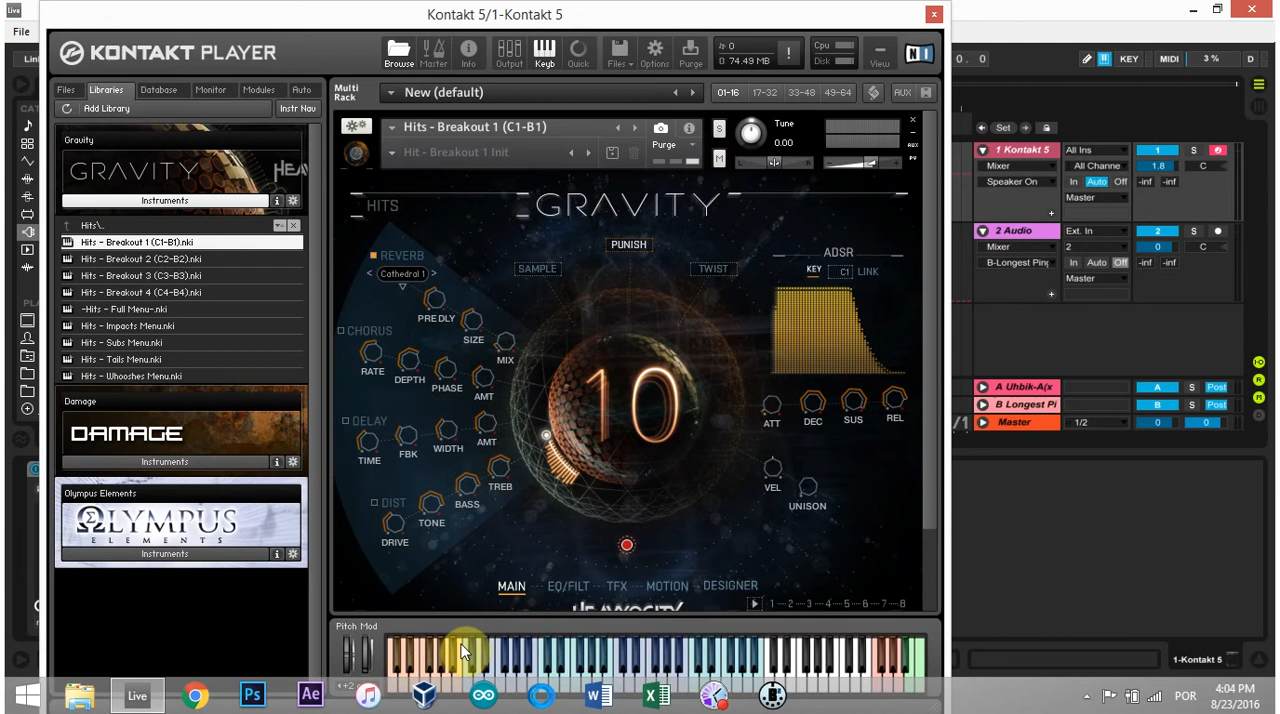 Live
Kontakt 5/1-Kontakt 5
File
KONTAKT PLAYER
Browse
Master
Info
Output
Keyb
Quick
Files
Options
Purge
0
74.49 MB
!
Cpu
Disk
View
NI
KEY
MIDI
3 %
D
Files
Libraries
Database
Monitor
Modules
Auto
Add Library
Instr Nav
Multi
Rack
New (default)
01-16
17-32
33-48
49-64
AUX
Gravity
GRAVITY
Instruments
Hits - Breakout 1 (C1-B1)
Hit - Breakout 1 Init
Purge
S
M
Tune
0.00
AUX
PV
Set
1 Kontakt 5
All Ins
1
S
Mixer
All Channe
1.8
C
Speaker On
In
Auto
Off
-inf
-inf
Master
Hits\..
Hits - Breakout 1 (C1-B1).nki
Hits - Breakout 2 (C2-B2).nki
Hits - Breakout 3 (C3-B3).nki
Hits - Breakout 4 (C4-B4).nki
-Hits - Full Menu-.nki
Hits - Impacts Menu.nki
Hits - Subs Menu.nki
Hits - Tails Menu.nki
Hits - Whooshes Menu.nki
HITS
GRAVITY
PUNISH
SAMPLE
TWIST
REVERB
Cathedral 1
PRE DLY
SIZE
MIX
CHORUS
RATE
DEPTH
PHASE
AMT
DELAY
TIME
FBK
WIDTH
AMT
DIST
DRIVE
TONE
BASS
TREB
10
ADSR
KEY
C1
LINK
ATT
DEC
SUS
REL
VEL
UNISON
2 Audio
Ext. In
2
S
Mixer
2
0
C
B-Longest Ping
In
Auto
Off
-inf
-inf
Master
A Uhbik-A(x
A
S
Post
B Longest Pi
B
S
Post
Master
1/2
0
0
Damage
DAMAGE
Instruments
Olympus Elements
OLYMPUS
ELEMENTS
Instruments
MAIN
EQ/FILT
TFX
MOTION
DESIGNER
HEAVOCITY
1 -- 2 -- 3 -- 4 -- 5 -- 6 -- 7 -- 8
Pitch Mod
+2
1-Kontakt 5
Live
Ps
Ae
POR
4:04 PM
8/23/2016